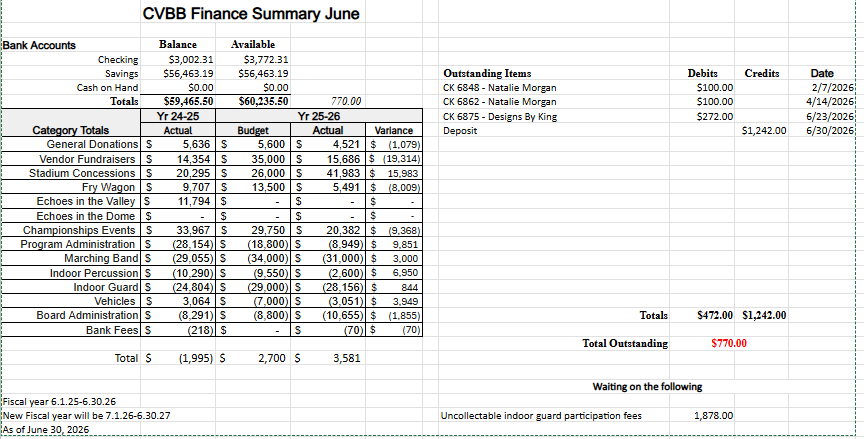 CVBB Finance Summary June
Bank Accounts Balance Available
Checking $3,002.31 $3,772.31
Savings $56,463.19 $56,463.19 Outstanding Items Debits Credits Date
Cash on Hand $0.00 $0.00 CK 6848 - Natalie Morgan $100.00 2/7/2026
Totals $59,465.50 $60,235.50 770.00 CK 6862 - Natalie Morgan $100.00 4/14/2026
Yr 24-25 Yr 25-26 CK 6875 - Designs By King $272.00 6/23/2026
Category Totals Actual Budget Actual Variance Deposit $1,242.00 6/30/2026
General Donations $ 5,636 $ 5,600 $ 4,521 $ (1,079)
Vendor Fundraisers $ 14,354 $ 35,000 $ 15,686 $ (19,314)
Stadium Concessions $ 20,295 $ 26,000 $ 41,983 $ 15,983
Fry Wagon $ 9,707 $ 13,500 $ 5,491 $ (8,009)
Echoes in the Valley $ 11,794 $ - $ - $ -
Echoes in the Dome $ - $ - $ - $ -
Championships Events $ 33,967 $ 29,750 $ 20,382 $ (9,368)
Program Administration $ (28,154) $ (18,800) $ (8,949) $ 9,851
Marching Band $ (29,055) $ (34,000) $ (31,000) $ 3,000
Indoor Percussion $ (10,290) $ (9,550) $ (2,600) $ 6,950
Indoor Guard $ (24,804) $ (29,000) $ (28,156) $ 844
Vehicles $ 3,064 $ (7,000) $ (3,051) $ 3,949
Board Administration $ (8,291) $ (8,800) $ (10,655) $ (1,855) Totals $472.00 $1,242.00
Bank Fees $ (218) $ - $ (70) $ (70)
Total Outstanding $770.00
Total $ (1,995) $ 2,700 $ 3,581
Waiting on the following
Fiscal year 6.1.25-6.30.26
New Fiscal year will be 7.1.26-6.30.27 Uncollectable indoor guard participation fees 1,878.00
As of June 30, 2026